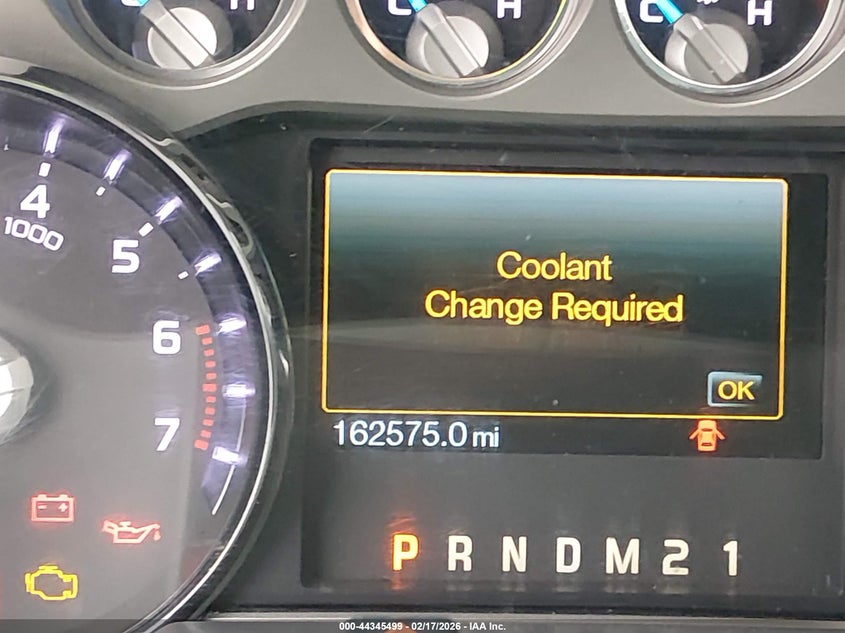 C H C H C H
4
1000
5
6
7
Coolant
Change Required
OK
162575.0 mi
P R N D M 2 1
000-44345499 - 02/17/2026 - IAA Inc.